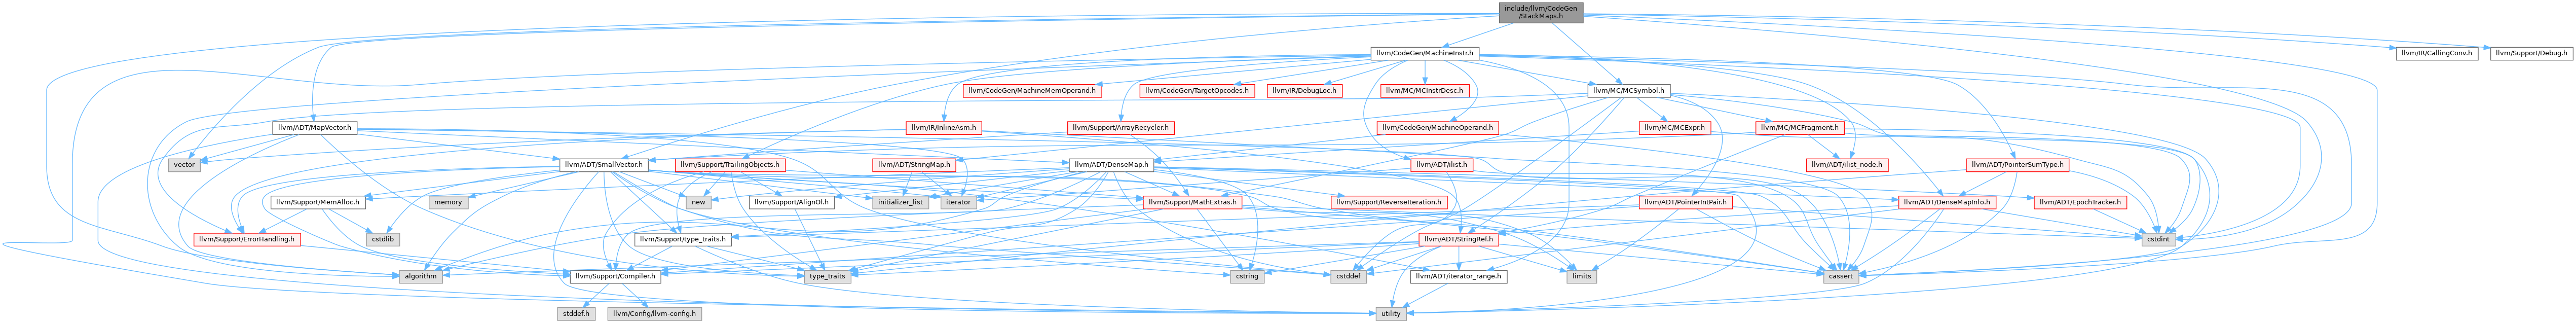 include/llvm/CodeGen
/StackMaps.h
llvm/CodeGen/MachineInstr.h
llvm/IR/CallingConv.h
llvm/Support/Debug.h
llvm/CodeGen/MachineMemOperand.h
llvm/CodeGen/TargetOpcodes.h
llvm/IR/DebugLoc.h
llvm/MC/MCInstrDesc.h
llvm/MC/MCSymbol.h
llvm/ADT/MapVector.h
llvm/IR/InlineAsm.h
llvm/Support/ArrayRecycler.h
llvm/CodeGen/MachineOperand.h
llvm/MC/MCExpr.h
llvm/MC/MCFragment.h
vector
llvm/ADT/SmallVector.h
llvm/Support/TrailingObjects.h
llvm/ADT/StringMap.h
llvm/ADT/DenseMap.h
llvm/ADT/ilist.h
llvm/ADT/ilist_node.h
llvm/ADT/PointerSumType.h
llvm/Support/MemAlloc.h
memory
new
llvm/Support/AlignOf.h
initializer_list
iterator
llvm/Support/MathExtras.h
llvm/Support/ReverseIteration.h
llvm/ADT/PointerIntPair.h
llvm/ADT/DenseMapInfo.h
llvm/ADT/EpochTracker.h
llvm/Support/ErrorHandling.h
cstdlib
llvm/Support/type_traits.h
llvm/ADT/StringRef.h
cstdint
algorithm
llvm/Support/Compiler.h
type_traits
cstring
cstddef
llvm/ADT/iterator_range.h
limits
cassert
stddef.h
llvm/Config/llvm-config.h
utility